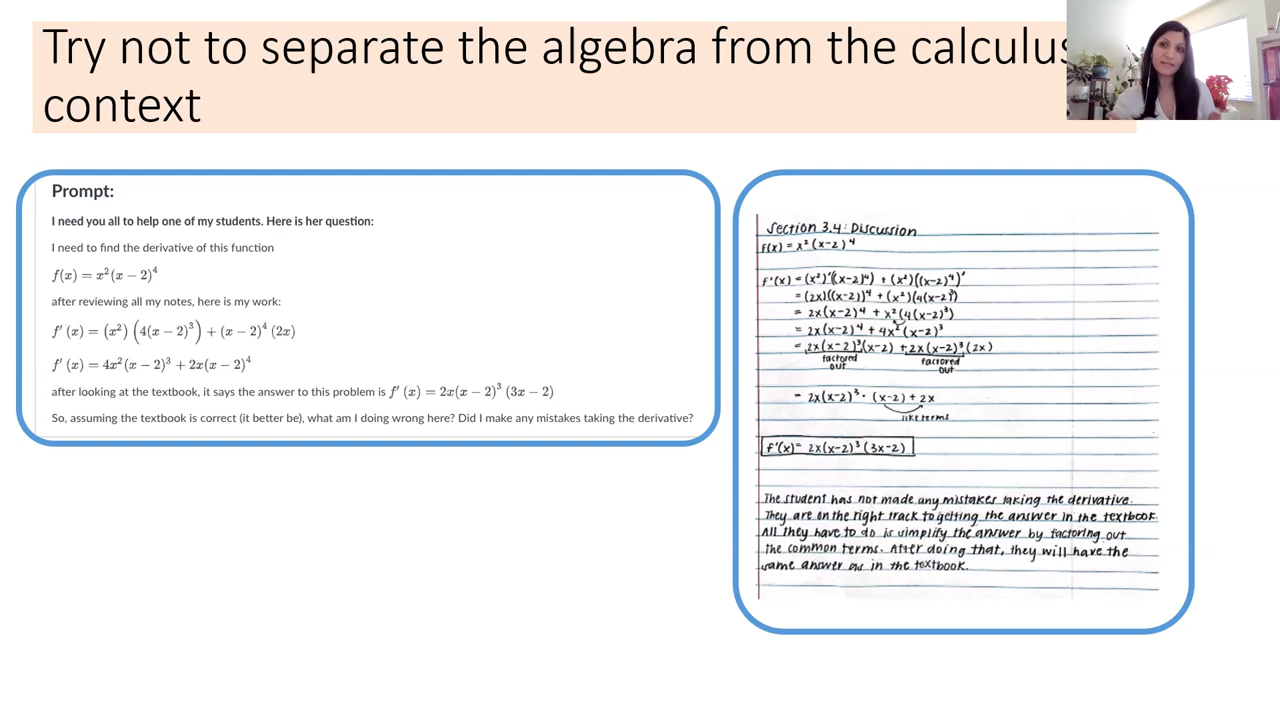 Try not to separate the algebra from the calculus
context
Prompt:
I need you all to help one of my students. Here is her question:
I need to find the derivative of this function
f(x) = x²(x − 2)⁴
after reviewing all my notes, here is my work:
f′(x) = (x²)(4(x − 2)³) + (x − 2)⁴(2x)
f′(x) = 4x²(x − 2)³ + 2x(x − 2)⁴
after looking at the textbook, it says the answer to this problem is f′(x) = 2x(x − 2)³(3x − 2)
So, assuming the textbook is correct (it better be), what am I doing wrong here? Did I make any mistakes taking the derivative?
Section 3.4: Discussion
f(x) = x²(x-2)⁴
f'(x) = (x²)'((x-2)⁴) + (x²)((x-2)⁴)'
= (2x)((x-2))⁴ + (x²)(4(x-2)³)
= 2x(x-2)⁴ + x²(4(x-2)³)
= 2x(x-2)⁴ + 4x²(x-2)³
= 2x(x-2)³(x-2) + 2x(x-2)³(2x)
factored out factored out
= 2x(x-2)³ · (x-2) + 2x
like terms
f'(x) = 2x(x-2)³(3x-2)
The student has not made any mistakes taking the derivative.
They are on the right track to getting the answer in the textbook.
All they have to do is simplify the answer by factoring out
the common terms. After doing that, they will have the
same answer as in the textbook.